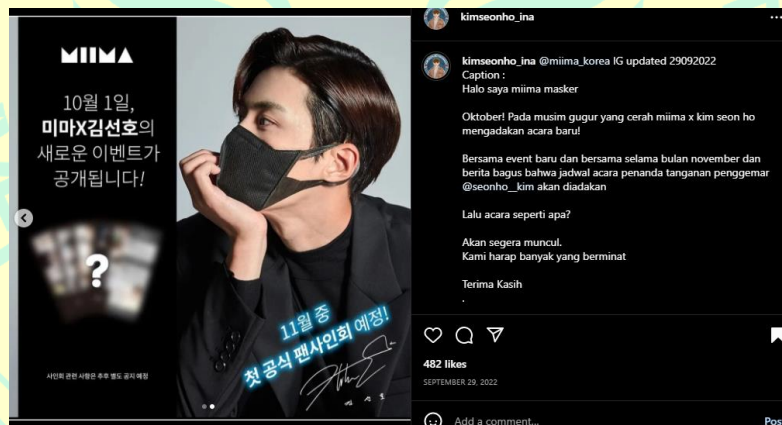 MIIMA
10월 1일,
미마X김선호의
새로운 이벤트가
공개됩니다!
?
사인회 관련 사항은 추후 별도 공지 예정
11월 중
첫 공식 팬사인회 예정!
kimseonho_ina
kimseonho_ina @miima_korea IG updated 29092022
Caption :
Halo saya miima masker
Oktober! Pada musim gugur yang cerah miima x kim seon ho
mengadakan acara baru!
Bersama event baru dan bersama selama bulan november dan
berita bagus bahwa jadwal acara penanda tanganan penggemar
@seonho__kim akan diadakan
Lalu acara seperti apa?
Akan segera muncul.
Kami harap banyak yang berminat
Terima Kasih
.
482 likes
SEPTEMBER 29, 2022
Add a comment...
Pos